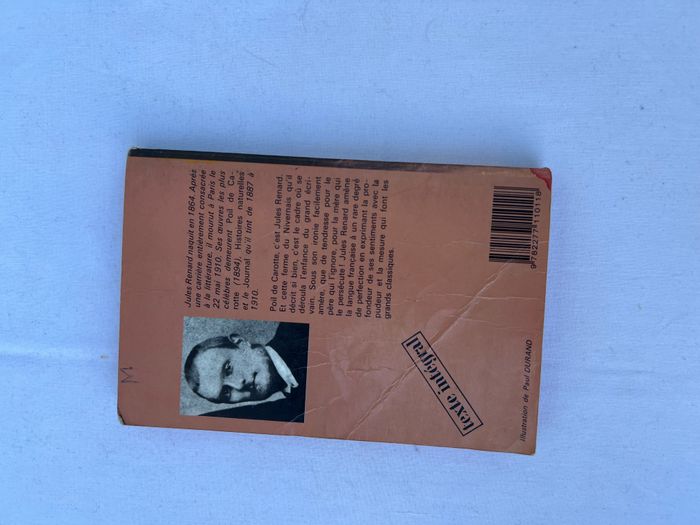 M.
Jules Renard naquit en 1864. Après
une carrière entièrement consacrée
à la littérature, il mourut à Paris le
22 mai 1910. Ses œuvres les plus
célèbres demeurent Poil de Ca-
rotte (1894), Histoires naturelles
et le Journal qu'il tint de 1887 à
1910.
Poil de Carotte, c'est Jules Renard.
Et cette ferme du Nivernais qu'il
décrit si bien, c'est le cadre où se
déroula l'enfance du grand écri-
vain. Sous son ironie facilement
amère, que de tendresse pour le
père qui l'ignore, pour la mère qui
le persécute! Jules Renard amène
la langue française à un rare degré
de perfection en exprimant la pro-
fondeur de ses sentiments avec la
pudeur et la mesure qui font les
grands classiques.
texte intégral
Illustration de Paul DURAND
9 782277 110118